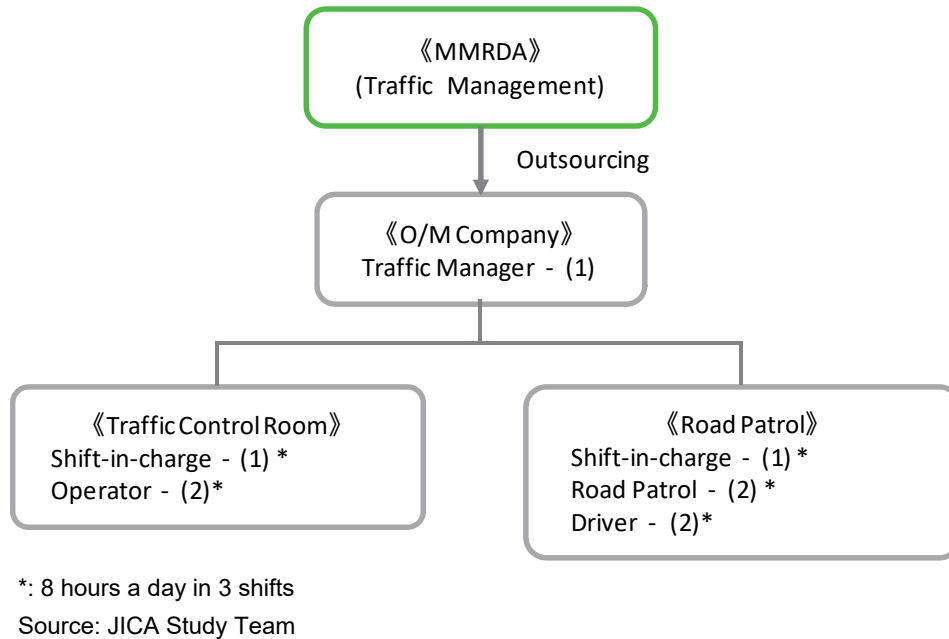 《MMRDA》
(Traffic Management)
Outsourcing
《O/M Company》
Traffic Manager - (1)
《Traffic Control Room》
Shift-in-charge - (1) *
Operator - (2)*
《Road Patrol》
Shift-in-charge - (1) *
Road Patrol - (2) *
Driver - (2)*
*: 8 hours a day in 3 shifts
Source: JICA Study Team